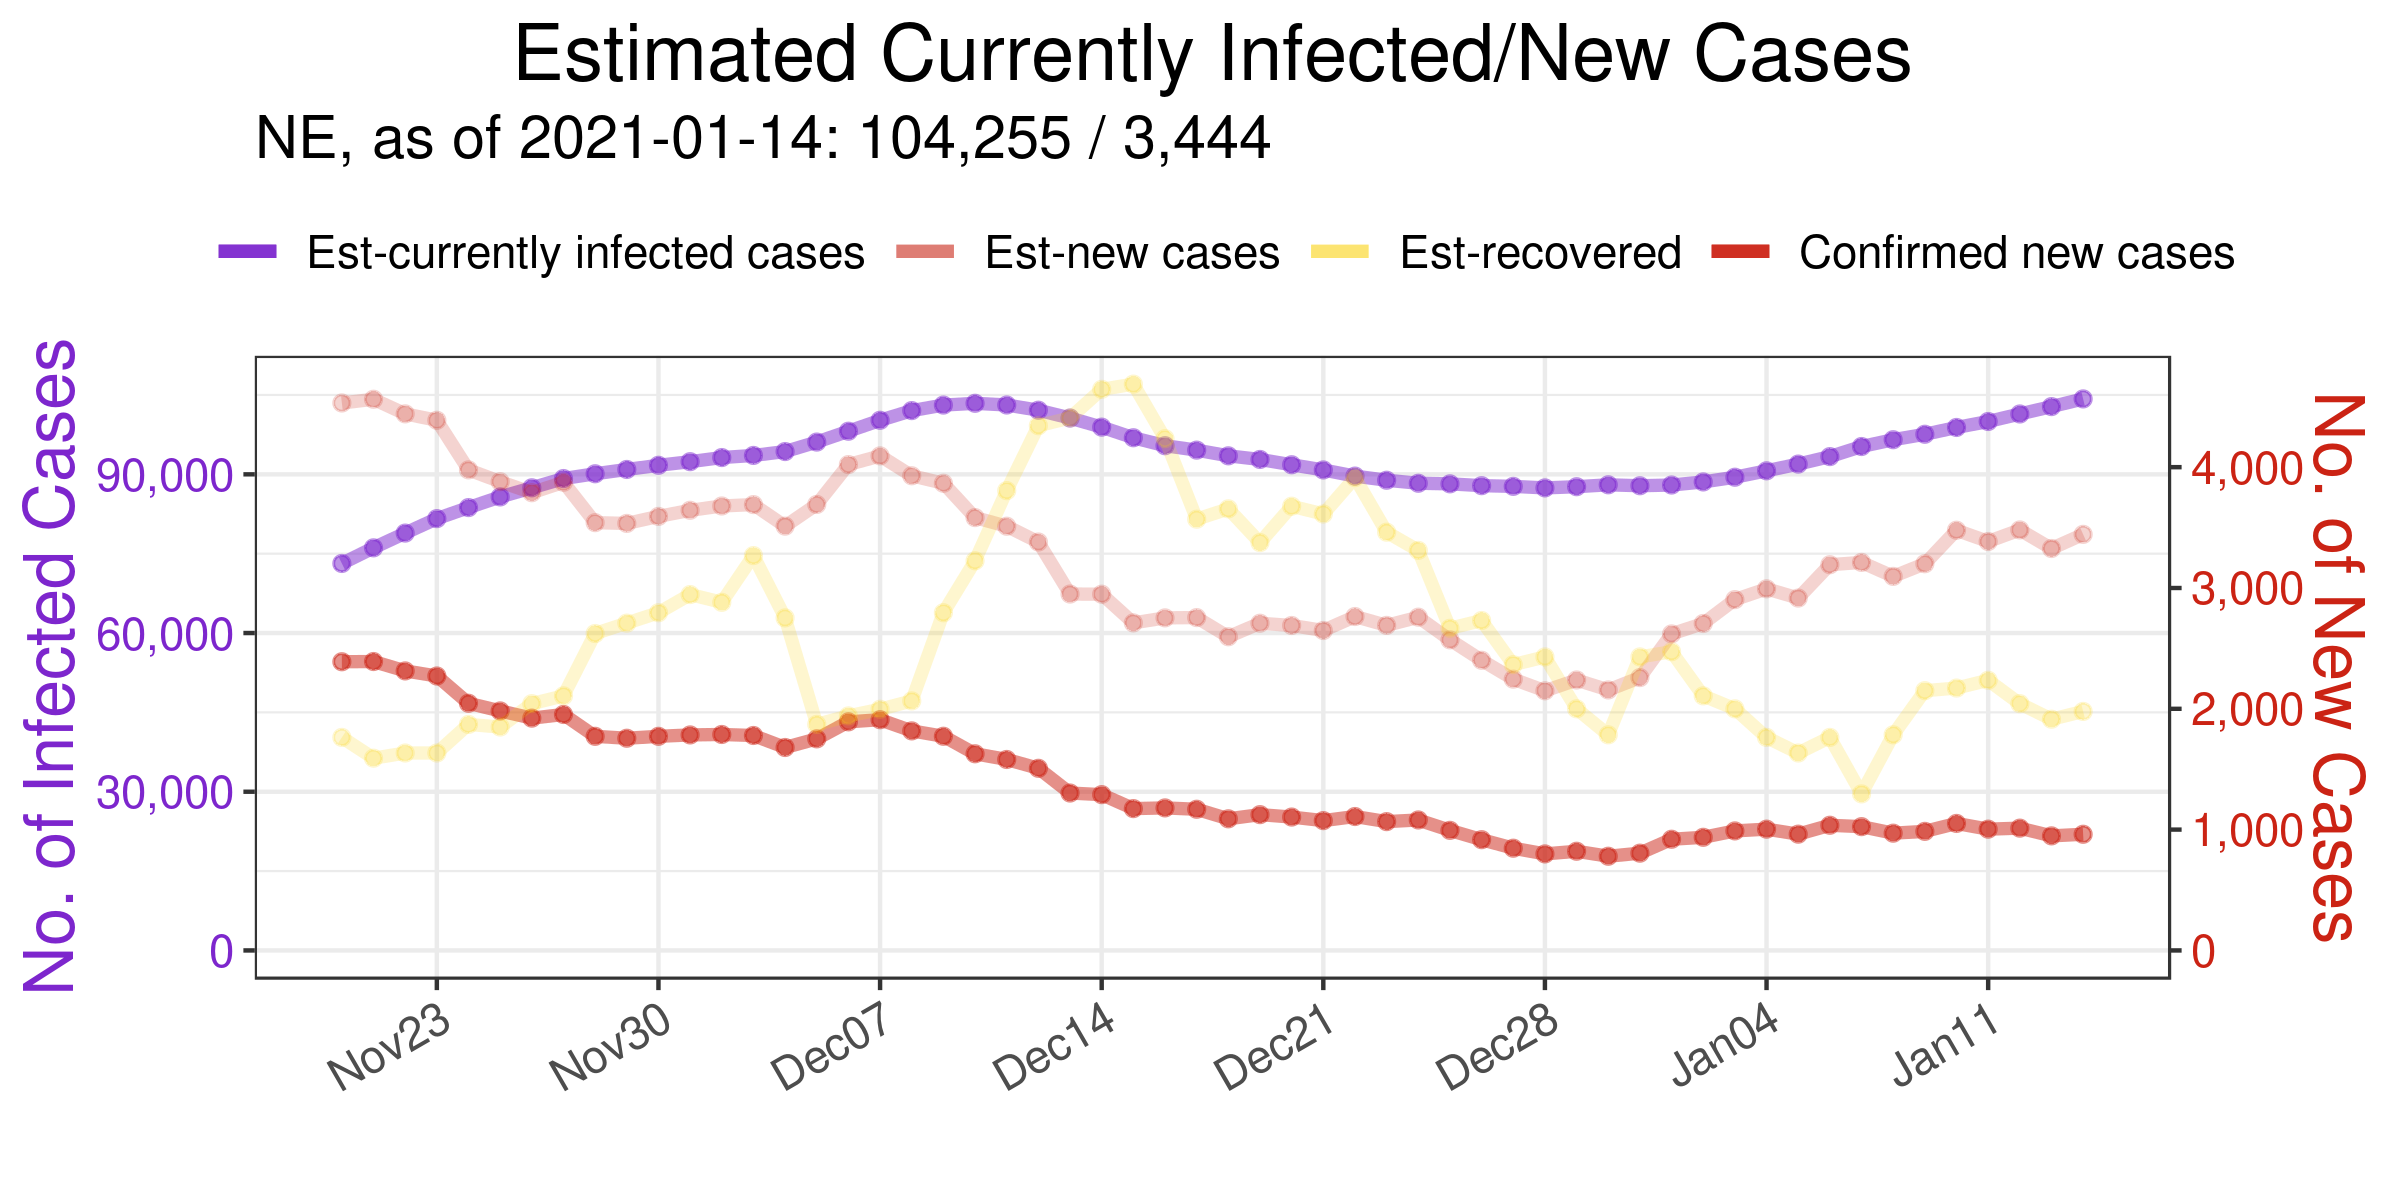 Estimated Currently Infected/New Cases
NE, as of 2021-01-14: 104,255 / 3,444
Est-currently infected cases Est-new cases Est-recovered Confirmed new cases
No. of Infected Cases
90,000
60,000
30,000
0
4,000
3,000
2,000
1,000
0
No. of New Cases
Nov23 Nov30 Dec07 Dec14 Dec21 Dec28 Jan04 Jan11